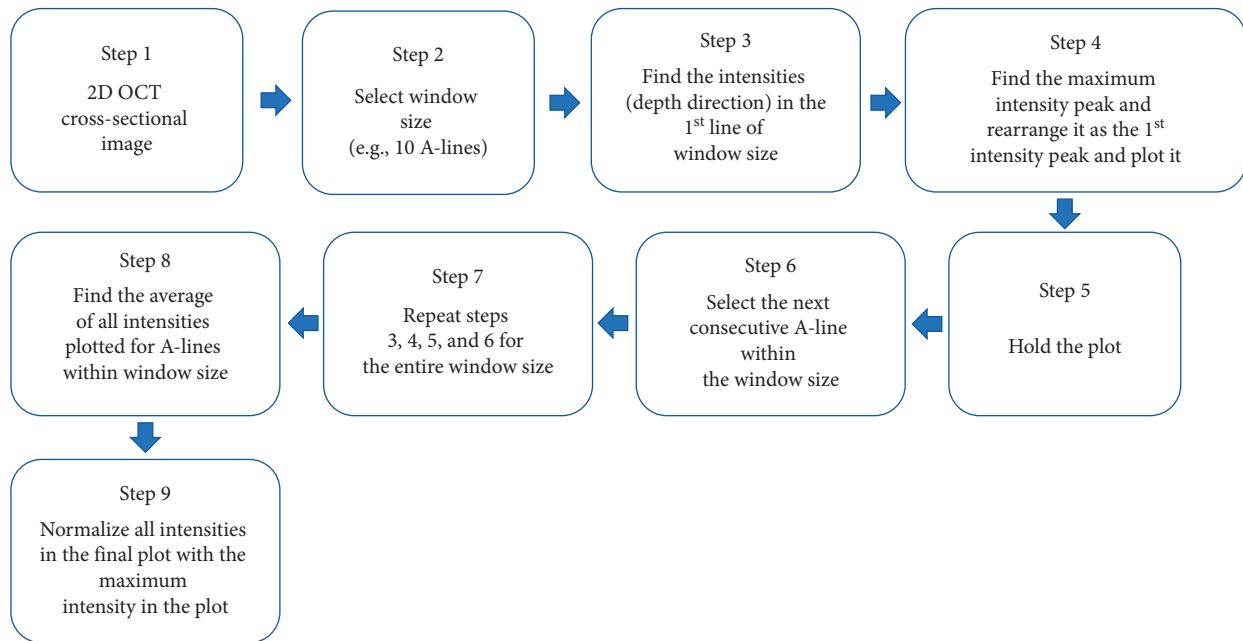 Step 1
2D OCT
cross-sectional
image
Step 2
Select window
size
(e.g., 10 A-lines)
Step 3
Find the intensities
(depth direction) in the
1st line of
window size
Step 4
Find the maximum
intensity peak and
rearrange it as the 1st
intensity peak and plot it
Step 5
Hold the plot
Step 6
Select the next
consecutive A-line
within
the window size
Step 7
Repeat steps
3, 4, 5, and 6 for
the entire window size
Step 8
Find the average
of all intensities
plotted for A-lines
within window size
Step 9
Normalize all intensities
in the final plot with the
maximum
intensity in the plot